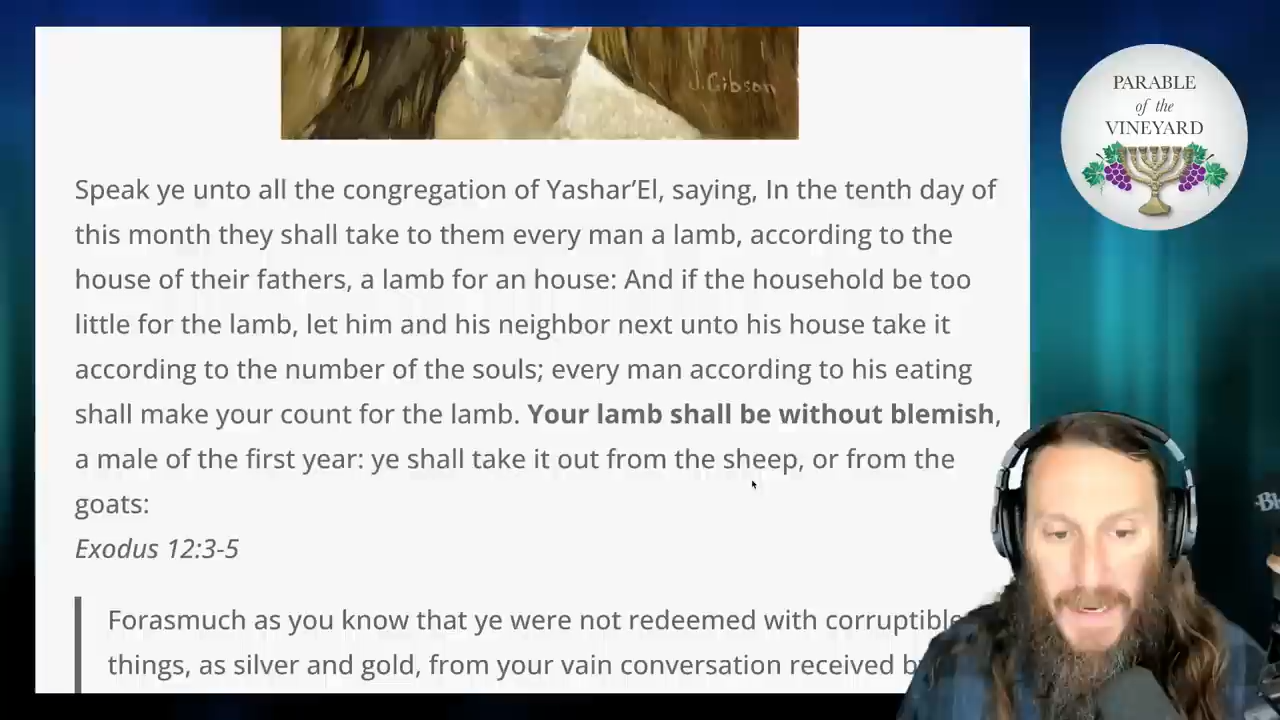 J.Gibson
PARABLE
of the
VINEYARD
Speak ye unto all the congregation of Yashar’El, saying, In the tenth day of
this month they shall take to them every man a lamb, according to the
house of their fathers, a lamb for an house: And if the household be too
little for the lamb, let him and his neighbor next unto his house take it
according to the number of the souls; every man according to his eating
shall make your count for the lamb. Your lamb shall be without blemish,
a male of the first year: ye shall take it out from the sheep, or from the
goats:
Exodus 12:3-5
Forasmuch as you know that ye were not redeemed with corruptible
things, as silver and gold, from your vain conversation received